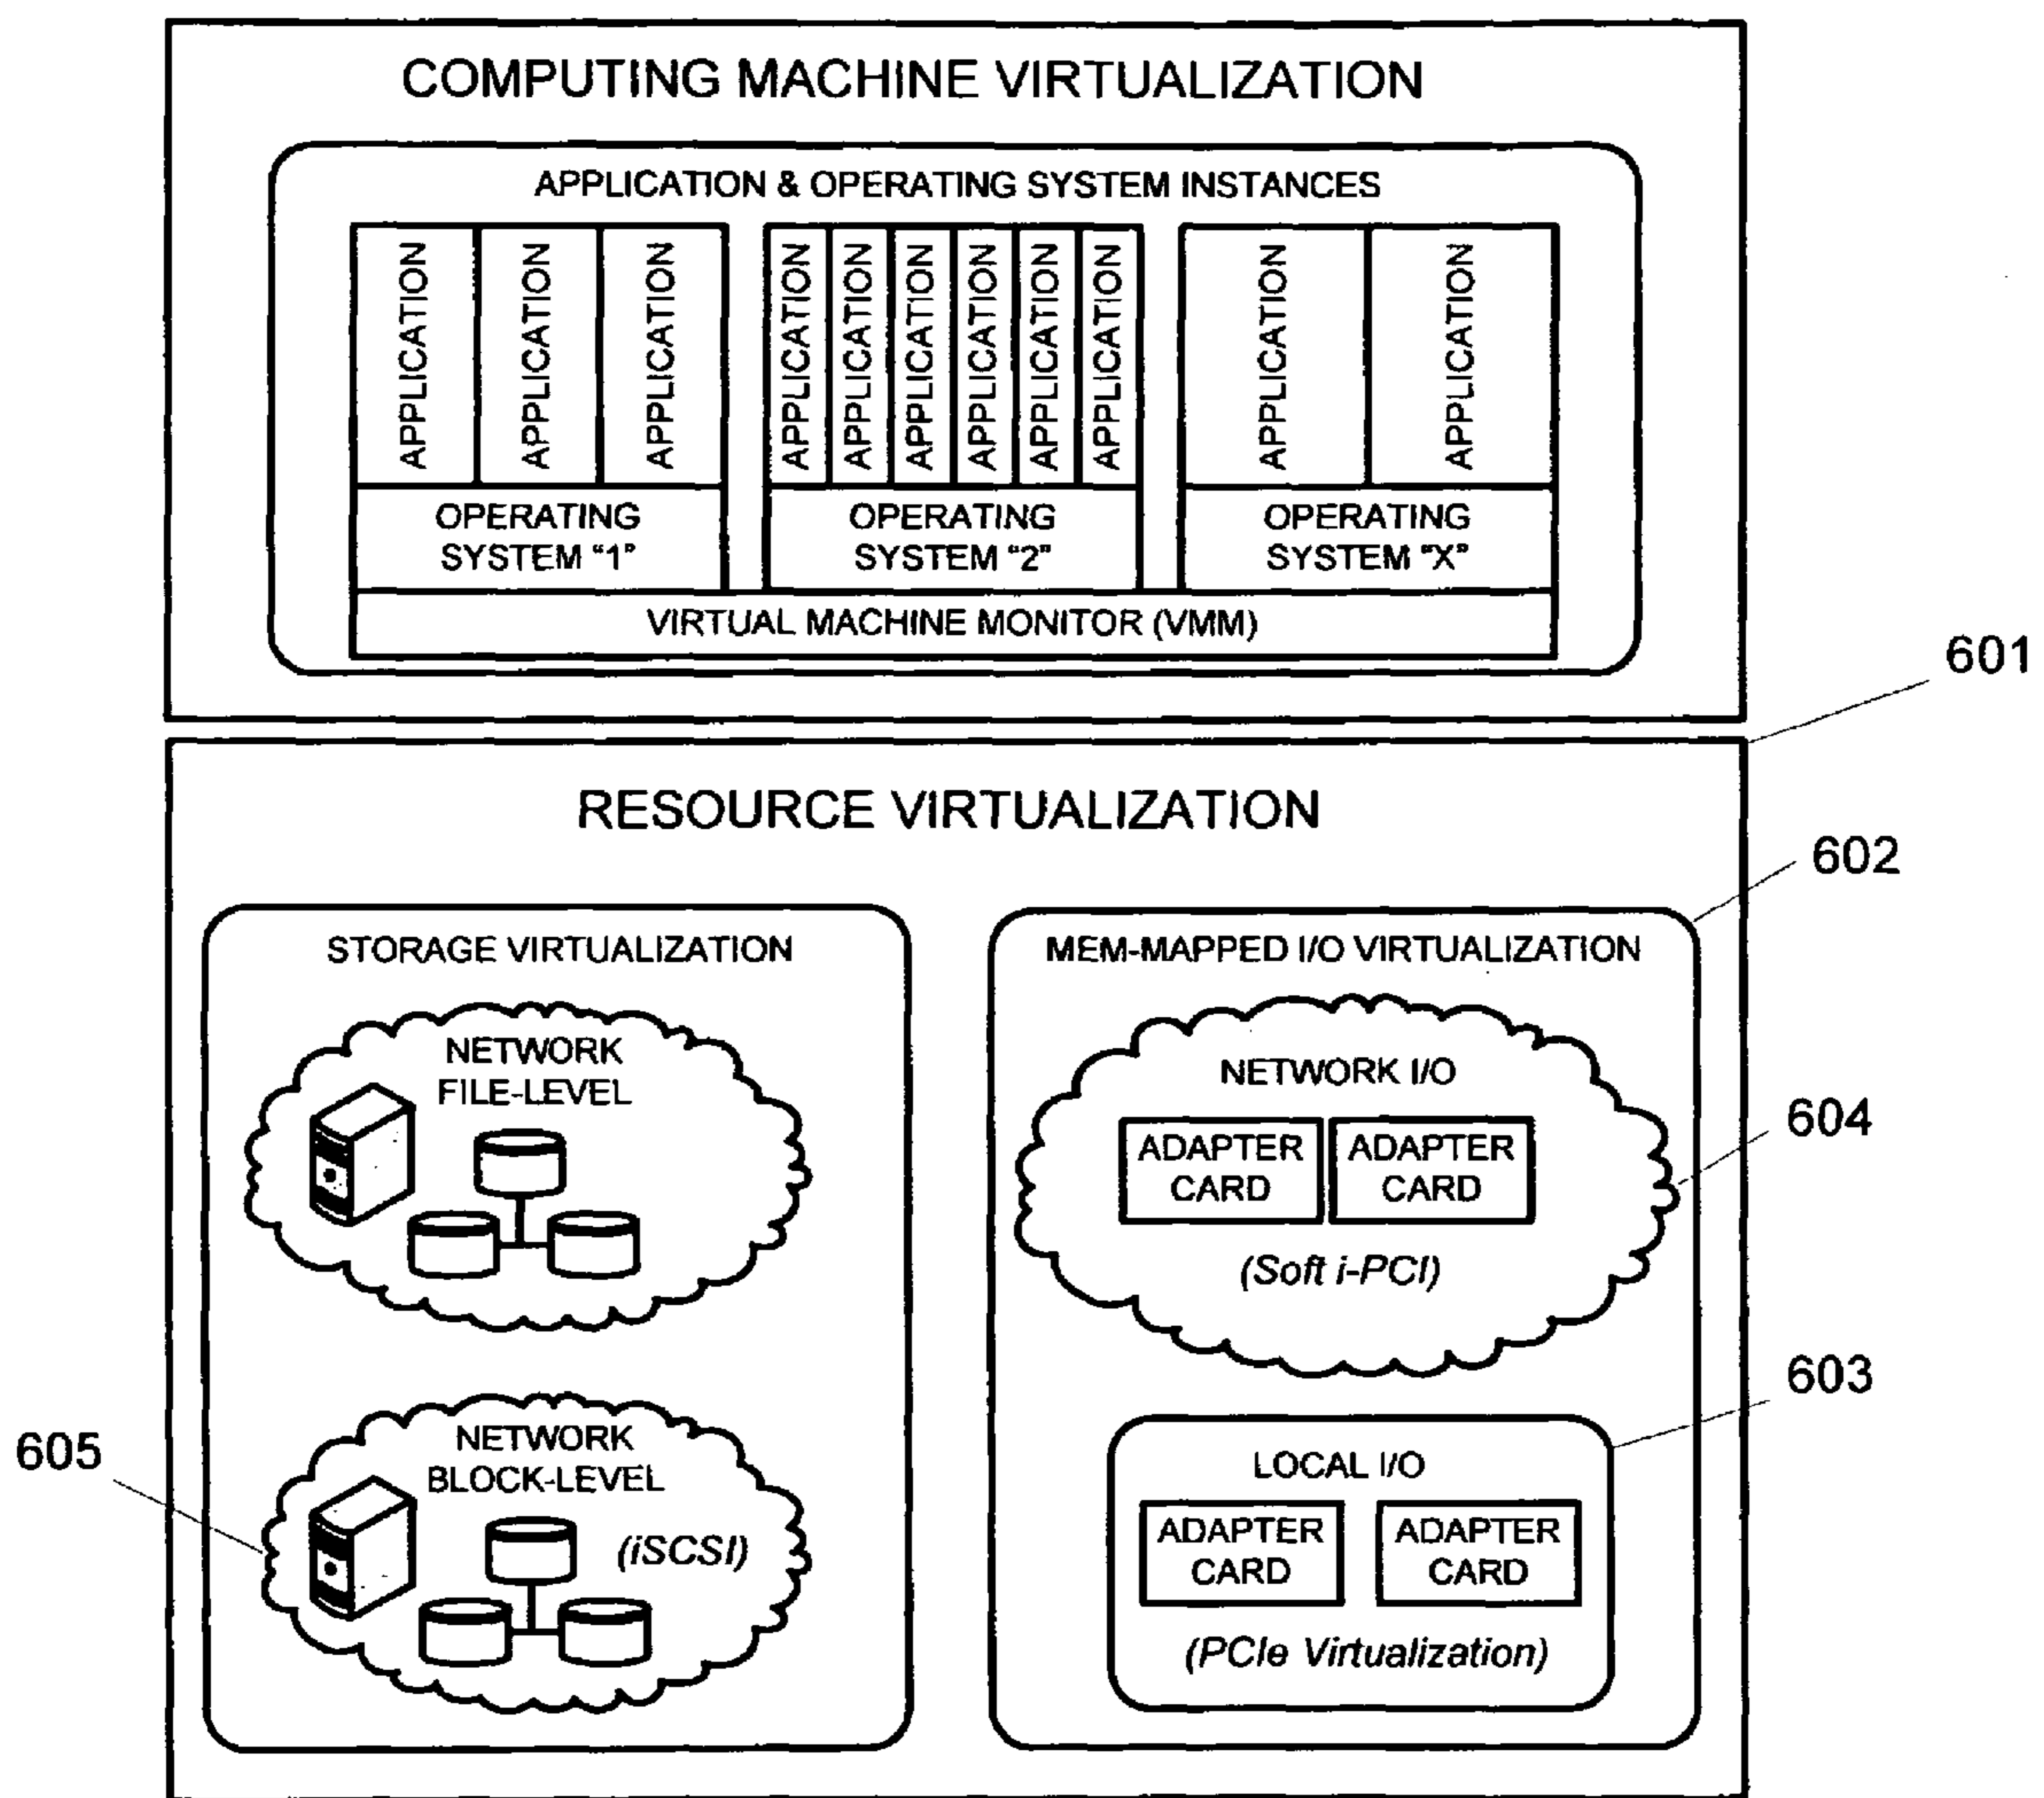 COMPUTING MACHINE VIRTUALIZATION
APPLICATION & OPERATING SYSTEM INSTANCES
APPLICATION
APPLICATION
APPLICATION
APPLICATION
APPLICATION
APPLICATION
APPLICATION
APPLICATION
APPLICATION
APPLICATION
APPLICATION
OPERATING
SYSTEM "1"
OPERATING
SYSTEM "2"
OPERATING
SYSTEM "X"
VIRTUAL MACHINE MONITOR (VMM)
601
RESOURCE VIRTUALIZATION
602
STORAGE VIRTUALIZATION
NETWORK
FILE-LEVEL
NETWORK
BLOCK-LEVEL
(iSCSI)
605
MEM-MAPPED I/O VIRTUALIZATION
NETWORK I/O
ADAPTER
CARD
ADAPTER
CARD
(Soft i-PCI)
604
603
LOCAL I/O
ADAPTER
CARD
ADAPTER
CARD
(PCIe Virtualization)